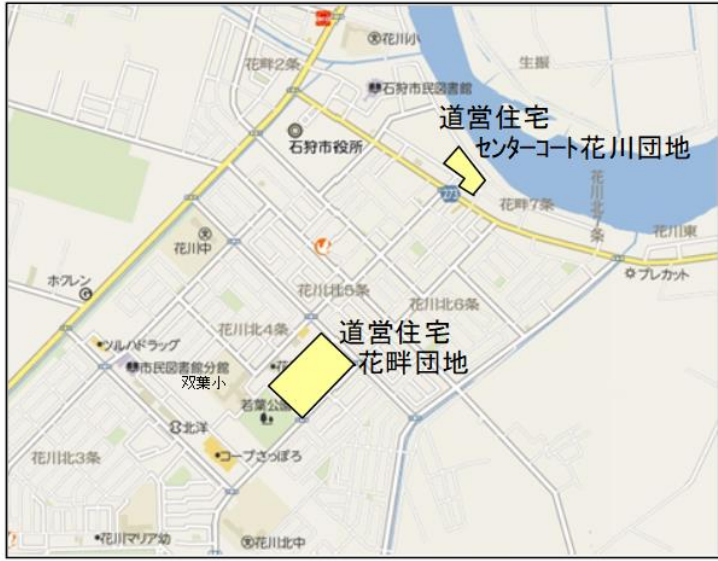 花川小
花畔2条
生振
石狩市民図書館
道営住宅
センターコート花川団地
石狩市役所
273
花畔7条
花川北7条
花川東
花川中
プレカット
ホクレン
花川北5条
花川北6条
花川北4条
道営住宅
花畔団地
ツルハドラッグ
市民図書館分館
花
双葉小
若葉公園
北洋
花川北3条
コープさっぽろ
花川マリア幼
花川北中